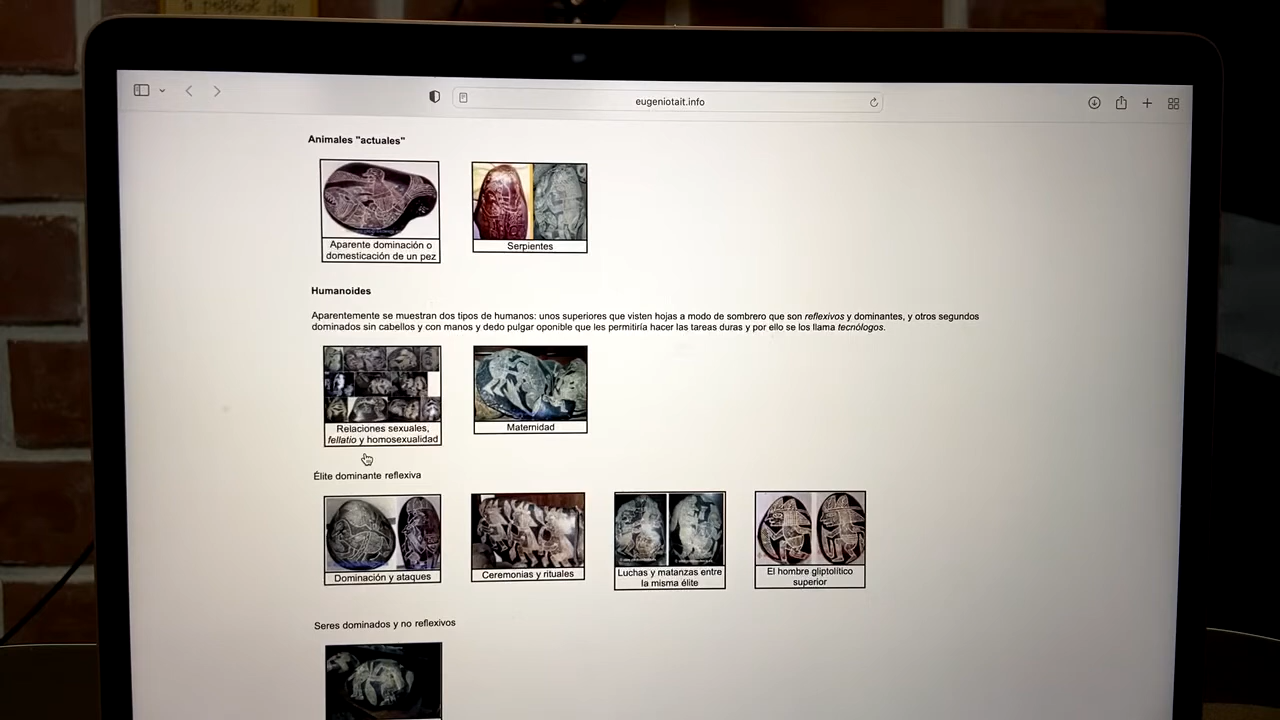 a perfect day
eugeniotait.info
Animales "actuales"
Aparente dominación o
domesticación de un pez
Serpientes
Humanoides
Aparentemente se muestran dos tipos de humanos: unos superiores que visten hojas a modo de sombrero que son reflexivos y dominantes, y otros segundos
dominados sin cabellos y con manos y dedo pulgar oponible que les permitiría hacer las tareas duras y por ello se los llama tecnólogos.
Relaciones sexuales,
fellatio y homosexualidad
Maternidad
Élite dominante reflexiva
Dominación y ataques
Ceremonias y rituales
Luchas y matanzas entre
la misma élite
El hombre gliptolítico
superior
Seres dominados y no reflexivos